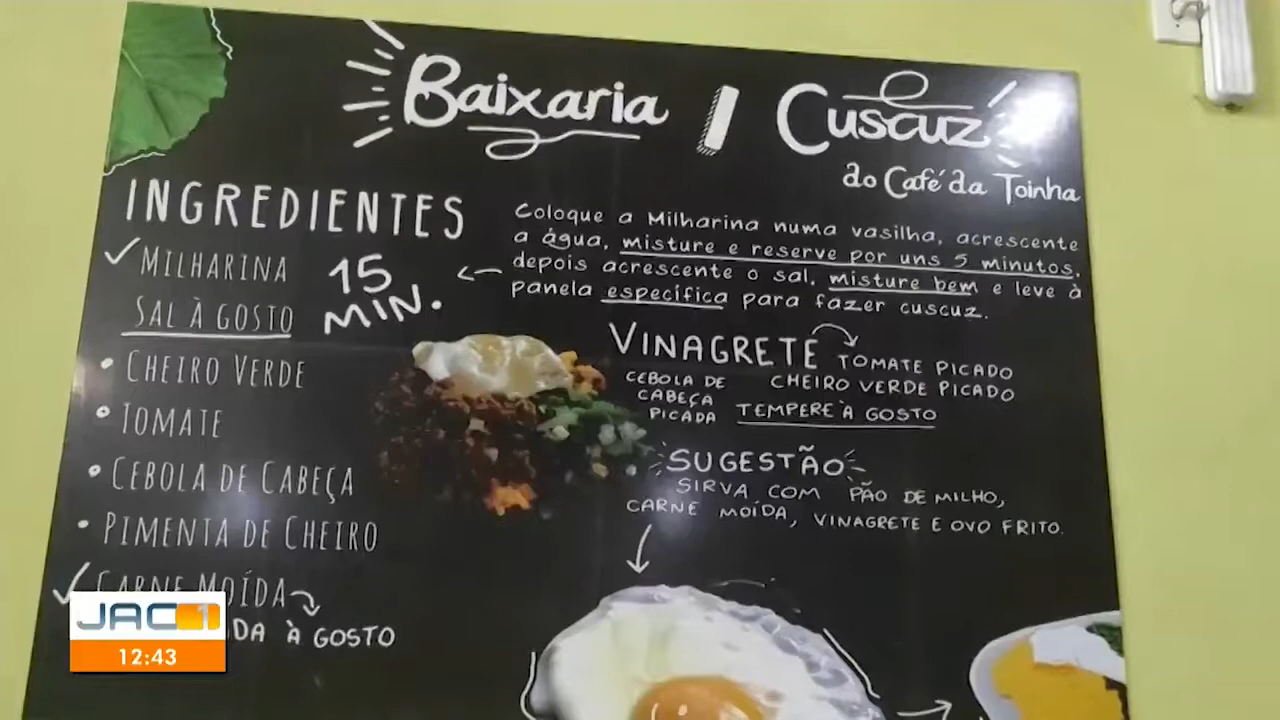 Baixaria / Cuscuz
do Café da Toinha
INGREDIENTES
MILHARINA
SAL À GOSTO
15
MIN.
CHEIRO VERDE
TOMATE
CEBOLA DE CABEÇA
PIMENTA DE CHEIRO
CARNE MOÍDA
À GOSTO
Coloque a Milharina numa vasilha, acrescente
a água, misture e reserve por uns 5 minutos.
depois acrescente o sal, misture bem e leve à
panela específica para fazer cuscuz.
VINAGRETE
TOMATE PICADO
CEBOLA DE
CABEÇA
PICADA
CHEIRO VERDE PICADO
TEMPERE À GOSTO
SUGESTÃO
SIRVA COM PÃO DE MILHO,
CARNE MOÍDA, VINAGRETE E OVO FRITO.
JAC1
12:43